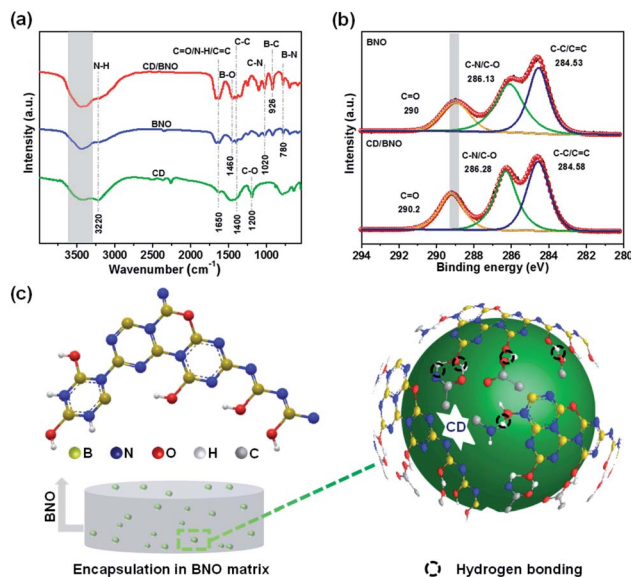 (a)
C-C
C=O/N-H/C=C
B-C
N-H
B-O
C-N
B-N
CD/BNO
926
BNO
1460
1020
780
CD
C-O
3220
1650
1400
1200
Intensity (a.u.)
3500 3000 2500 2000 1500 1000
Wavenumber (cm-1)
(b)
BNO
C-C/C=C
284.53
C-N/C-O
286.13
C=O
290
CD/BNO
C-C/C=C
284.58
C-N/C-O
286.28
C=O
290.2
Intensity (a.u.)
294 292 290 288 286 284 282 280
Binding energy (eV)
(c)
B N O H C
BNO
Encapsulation in BNO matrix
CD
Hydrogen bonding